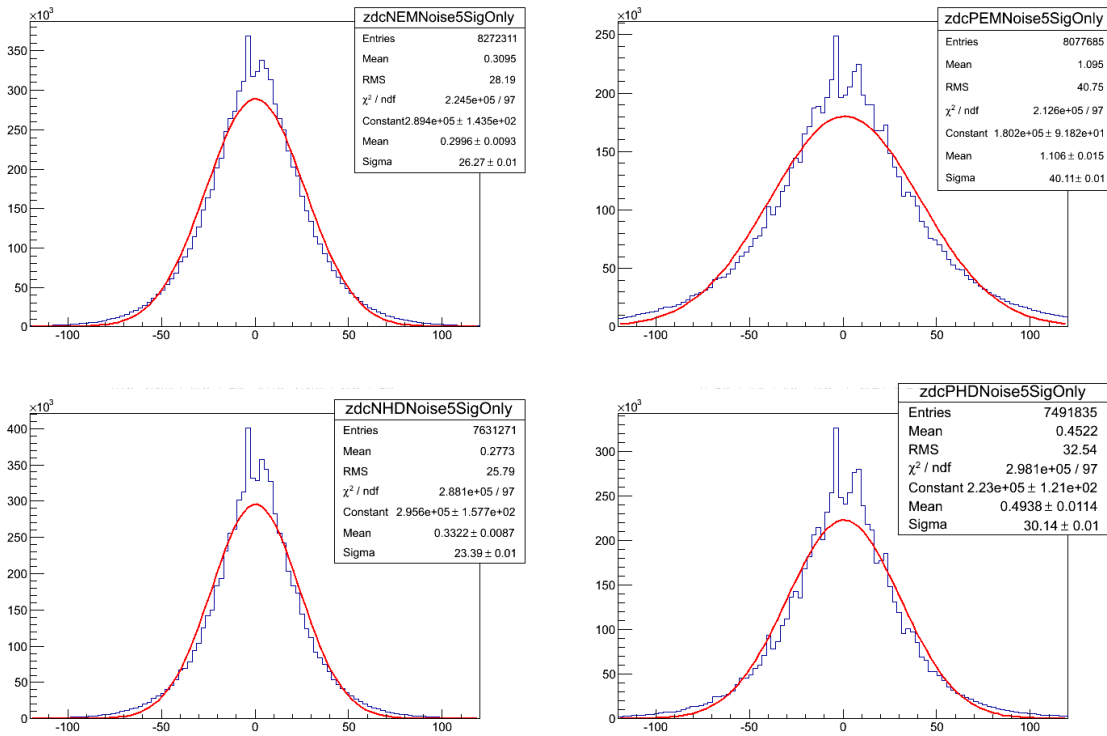 zdcNEMNoise5SigOnly
Entries 8272311
Mean 0.3095
RMS 28.19
χ² / ndf 2.245e+05 / 97
Constant 2.894e+05 ± 1.435e+02
Mean 0.2996 ± 0.0093
Sigma 26.27 ± 0.01
×10³
350
300
250
200
150
100
50
0
-100 -50 0 50 100
zdcPEMNoise5SigOnly
Entries 8077685
Mean 1.095
RMS 40.75
χ² / ndf 2.126e+05 / 97
Constant 1.802e+05 ± 9.182e+01
Mean 1.106 ± 0.015
Sigma 40.11 ± 0.01
×10³
250
200
150
100
50
0
-100 -50 0 50 100
zdcNHDNoise5SigOnly
Entries 7631271
Mean 0.2773
RMS 25.79
χ² / ndf 2.881e+05 / 97
Constant 2.956e+05 ± 1.577e+02
Mean 0.3322 ± 0.0087
Sigma 23.39 ± 0.01
×10³
400
350
300
250
200
150
100
50
0
-100 -50 0 50 100
zdcPHDNoise5SigOnly
Entries 7491835
Mean 0.4522
RMS 32.54
χ² / ndf 2.981e+05 / 97
Constant 2.23e+05 ± 1.21e+02
Mean 0.4938 ± 0.0114
Sigma 30.14 ± 0.01
×10³
300
250
200
150
100
50
0
-100 -50 0 50 100